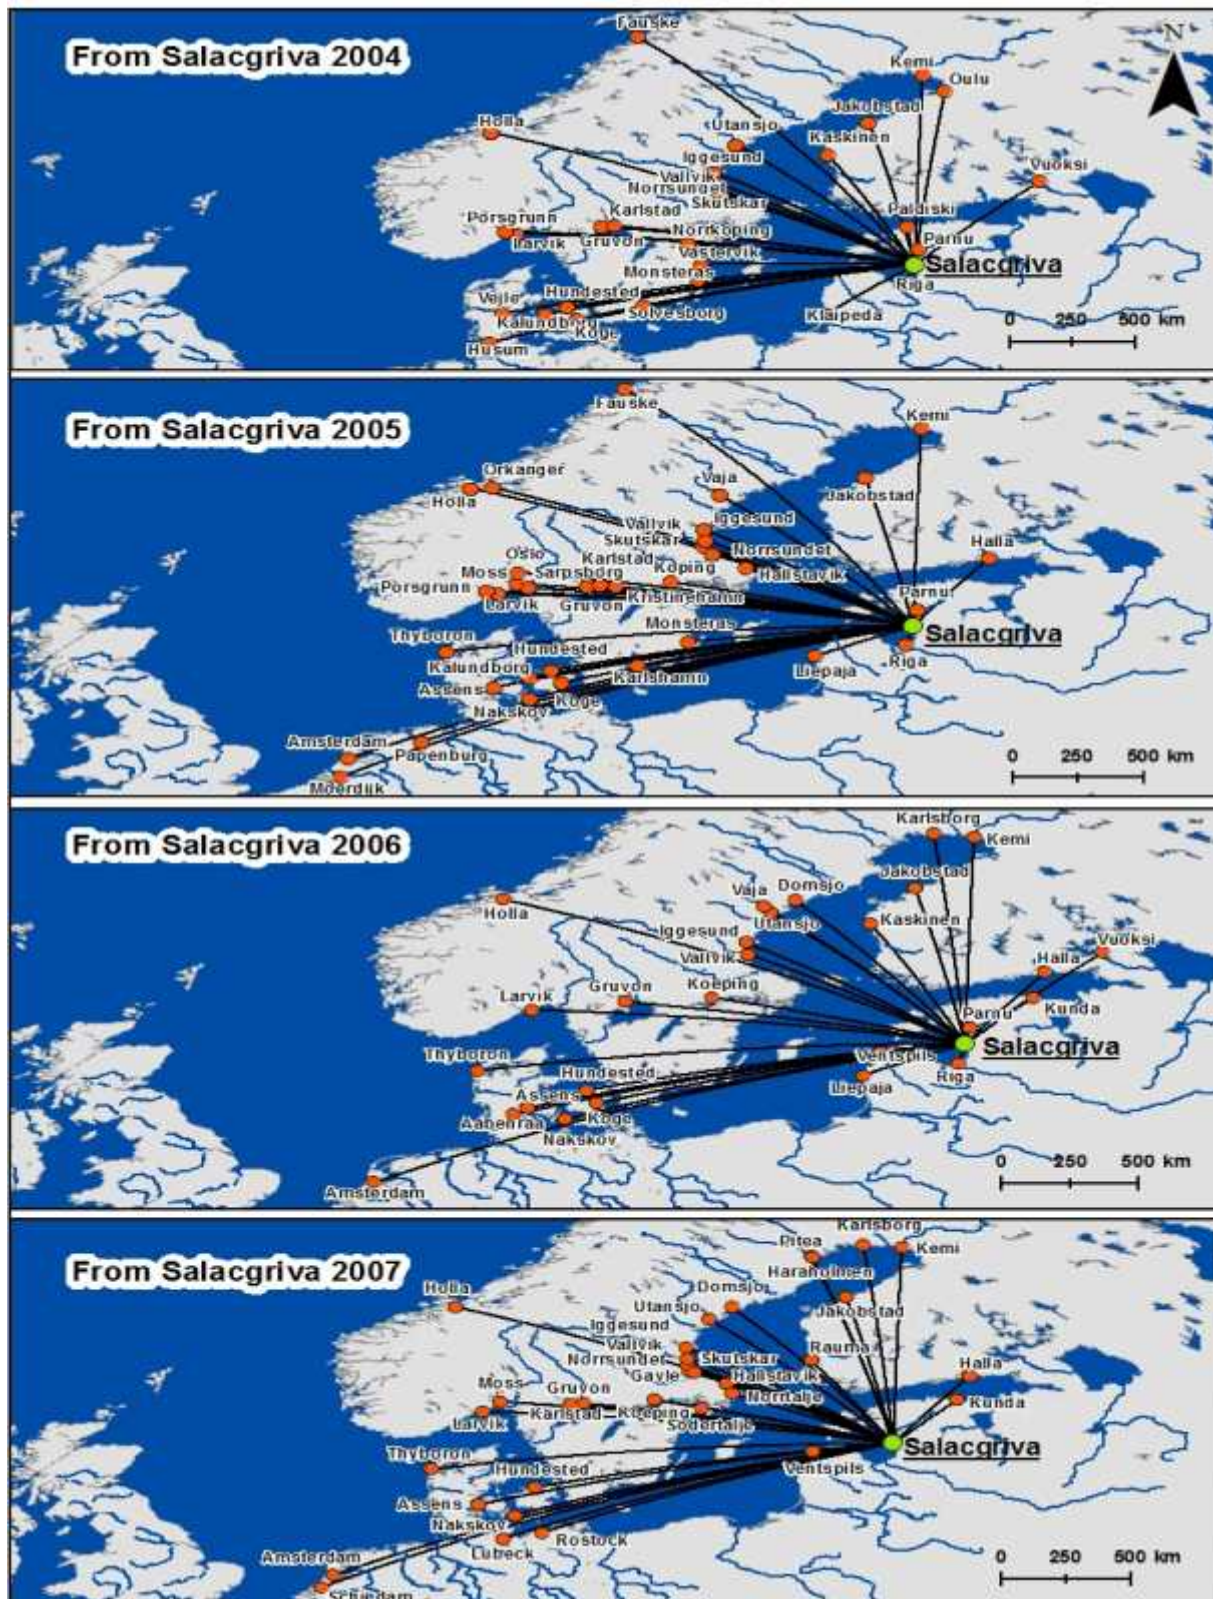 From Salacgriva 2004
N
Fauske
Kemi
Oulu
Jakobstad
Holla
Utansjo
Kaskinen
Iggesund
Vuoksi
Vallvik
Norrsundet
Skutskar
Paldiski
Karlstad
Porsgrunn
Larvik
Gruvon
Norrkoping
Parnu
Vastervik
Salacgriva
Monsteras
Riga
Vejle
Hundested
Kalundborg
Solvesborg
Klaipeda
Koge
Husum
0 250 500 km
From Salacgriva 2005
Fauske
Kemi
Orkanger
Holla
Vaja
Jakobstad
Vallvik
Iggesund
Skutskar
Halla
Oslo
Karlstad
Norrsundet
Moss
Sarpsborg
Koping
Hallstavik
Porsgrunn
Larvik
Gruvon
Kristinehamn
Parnu
Thyboron
Monsteras
Salacgriva
Hundested
Kalundborg
Riga
Liepaja
Assens
Karlshamn
Nakskov
Koge
Amsterdam
Papenburg
Moerdijk
0 250 500 km
From Salacgriva 2006
Karlsborg
Kemi
Jakobstad
Vaja
Domsjo
Holla
Utansjo
Kaskinen
Iggesund
Vuoksi
Vallvik
Halla
Larvik
Gruvon
Koeping
Kunda
Parnu
Salacgriva
Thyboron
Ventspils
Hundested
Riga
Liepaja
Assens
Aabenraa
Koge
Nakskov
Amsterdam
0 250 500 km
From Salacgriva 2007
Karlsborg
Pitea
Kemi
Haraholmen
Holla
Domsjo
Utansjo
Jakobstad
Iggesund
Vallvik
Norrsundet
Skutskar
Rauma
Gavle
Hallstavik
Halla
Moss
Gruvon
Norrtalje
Kunda
Larvik
Karlstad
Koeping
Sodertalje
Salacgriva
Thyboron
Ventspils
Hundested
Assens
Nakskov
Rostock
Lubeck
Amsterdam
Schiedam
0 250 500 km